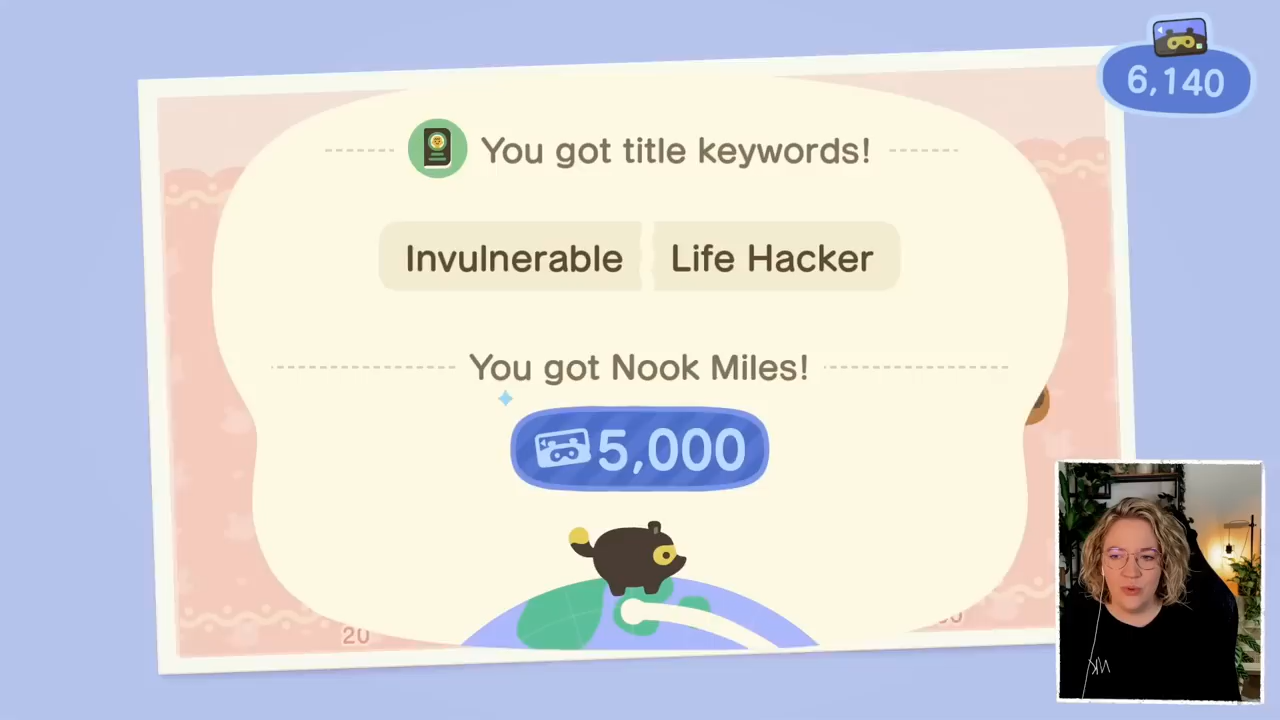 6,140
You got title keywords!
Invulnerable Life Hacker
You got Nook Miles!
5,000
20